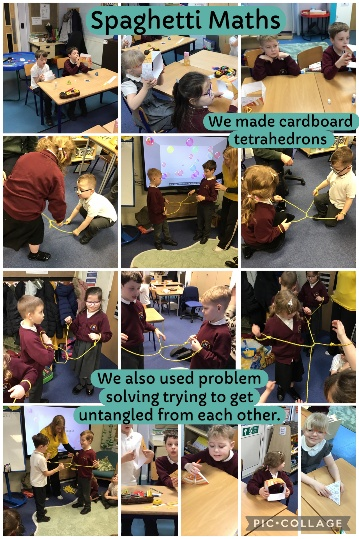 Spaghetti Maths
We made cardboard
tetrahedrons
We also used problem
solving trying to get
untangled from each other.
PIC•COLLAGE